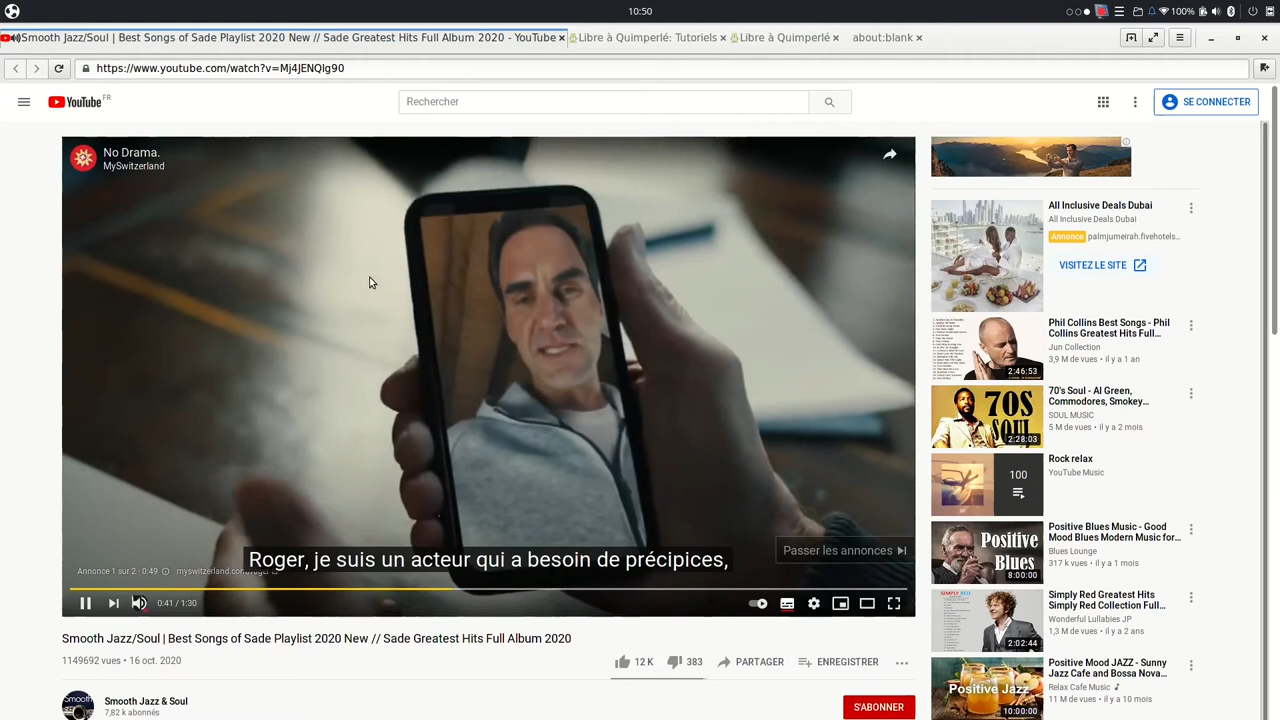 10:50
100%
Smooth Jazz/Soul | Best Songs of Sade Playlist 2020 New // Sade Greatest Hits Full Album 2020 - YouTube
Libre à Quimperlé: Tutoriels
Libre à Quimperlé
about:blank
https://www.youtube.com/watch?v=Mj4JENQIg90
YouTube FR
Rechercher
SE CONNECTER
No Drama.
MySwitzerland
Roger, je suis un acteur qui a besoin de précipices,
Passer les annonces
Annonce 1 sur 2 · 0:49
0:41 / 1:30
Smooth Jazz/Soul | Best Songs of Sade Playlist 2020 New // Sade Greatest Hits Full Album 2020
1149692 vues • 16 oct. 2020
12 K
383
PARTAGER
ENREGISTRER
Smooth Jazz & Soul
7,82 k abonnés
S'ABONNER
All Inclusive Deals Dubai
All Inclusive Deals Dubai
Annonce palmjumeirah.fivehotels...
VISITEZ LE SITE
Phil Collins Best Songs - Phil
Collins Greatest Hits Full...
Jun Collection
3,9 M de vues • il y a 1 an
2:46:53
70'S SOUL
2:28:03
70's Soul - Al Green,
Commodores, Smokey...
SOUL MUSIC
5 M de vues • il y a 2 mois
100
Rock relax
YouTube Music
Positive Blues
8:00:00
Positive Blues Music - Good
Mood Blues Modern Music for...
Blues Lounge
317 k vues • il y a 1 mois
SIMPLY RED
2:02:44
Simply Red Greatest Hits
Simply Red Collection Full...
Wonderful Lullabies JP
1,3 M de vues • il y a 2 ans
Positive Jazz
10:00:00
Positive Mood JAZZ - Sunny
Jazz Cafe and Bossa Nova...
Relax Cafe Music
11 M de vues • il y a 10 mois